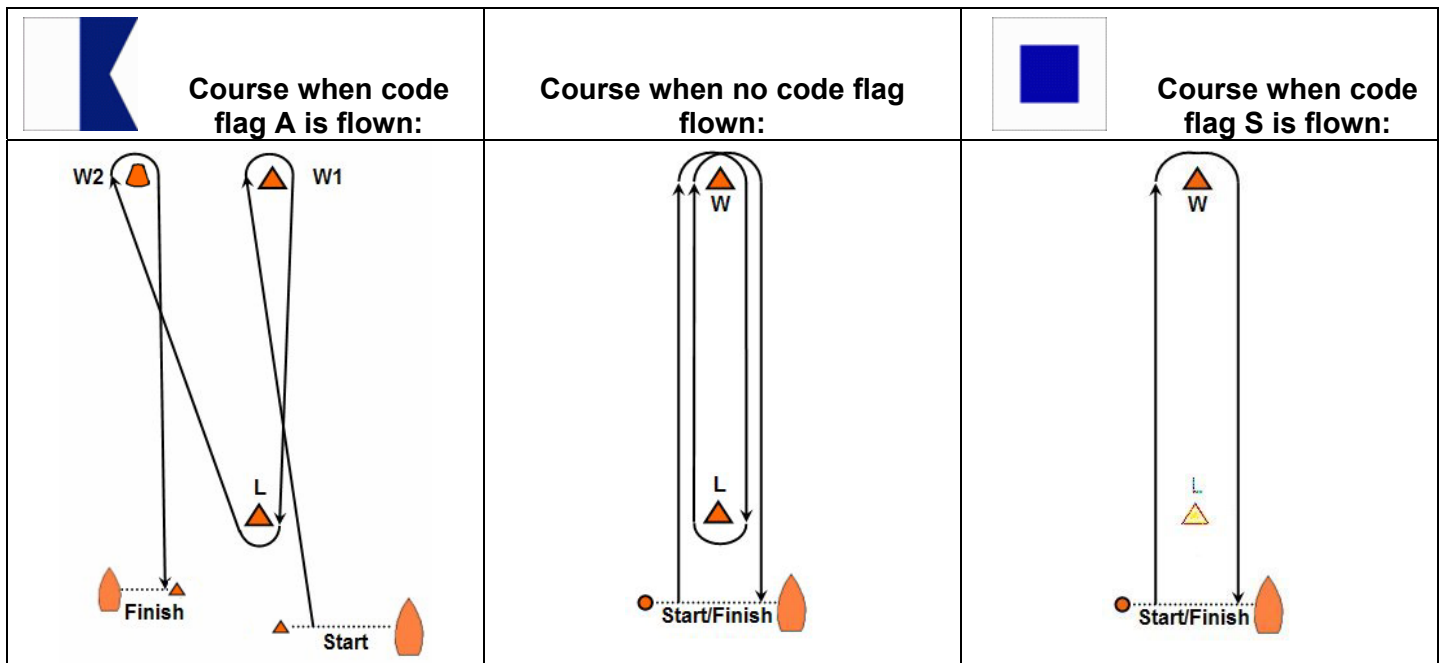 Course when code
flag A is flown:
Course when no code flag
flown:
Course when code
flag S is flown:
W2
W1
L
Finish
Start
W
L
Start/Finish
W
L
Start/Finish